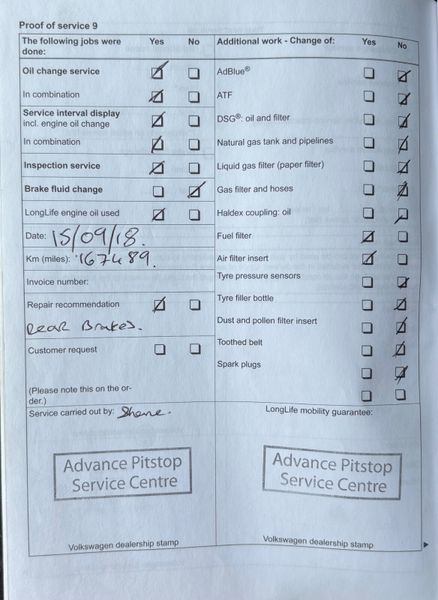 Proof of service 9
The following jobs were done: Yes No
Oil change service
In combination
Service interval display
incl. engine oil change
In combination
Inspection service
Brake fluid change
LongLife engine oil used
Date: 15/09/18.
Km (miles): 167489.
Invoice number:
Repair recommendation
Rear Brakes.
Customer request
(Please note this on the or-
der.)
Service carried out by: Shane.
Advance Pitstop
Service Centre
Volkswagen dealership stamp
Additional work - Change of: Yes No
AdBlue®
ATF
DSG®: oil and filter
Natural gas tank and pipelines
Liquid gas filter (paper filter)
Gas filter and hoses
Haldex coupling: oil
Fuel filter
Air filter insert
Tyre pressure sensors
Tyre filler bottle
Dust and pollen filter insert
Toothed belt
Spark plugs
LongLife mobility guarantee:
Advance Pitstop
Service Centre
Volkswagen dealership stamp